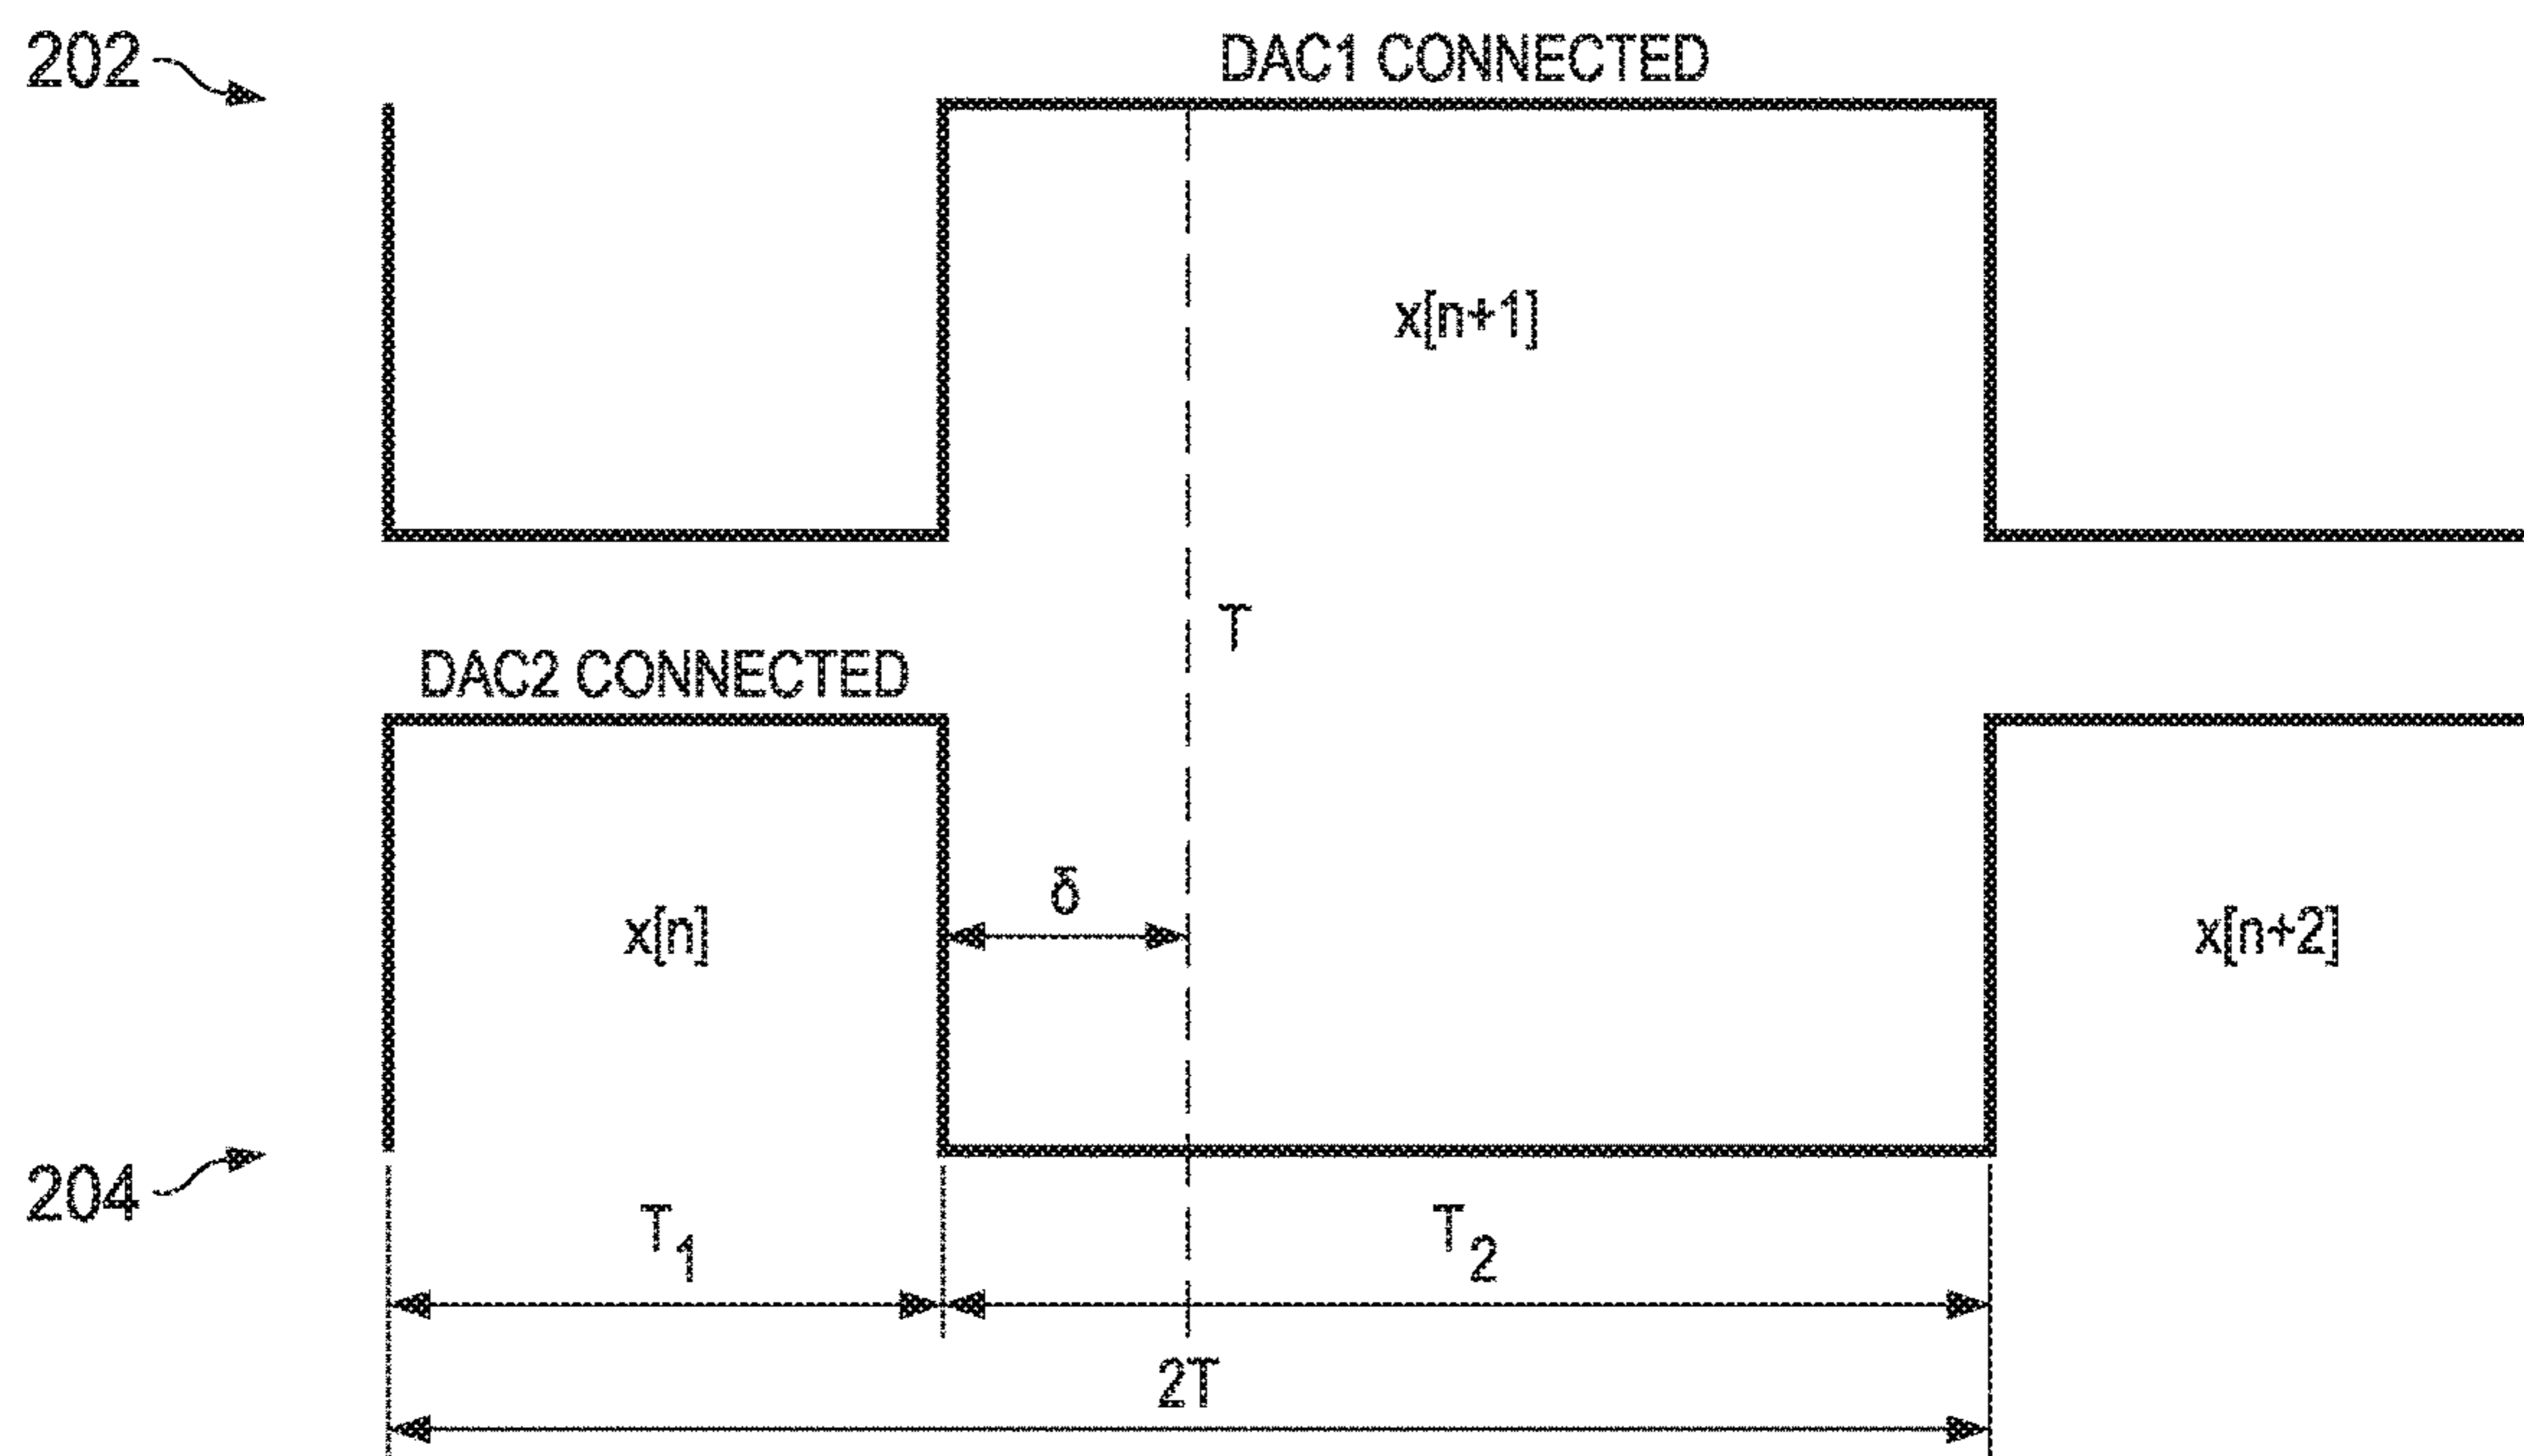 202
DAC1 CONNECTED
x[n+1]
T
DAC2 CONNECTED
δ
x[n]
x[n+2]
204
T1
T2
2T